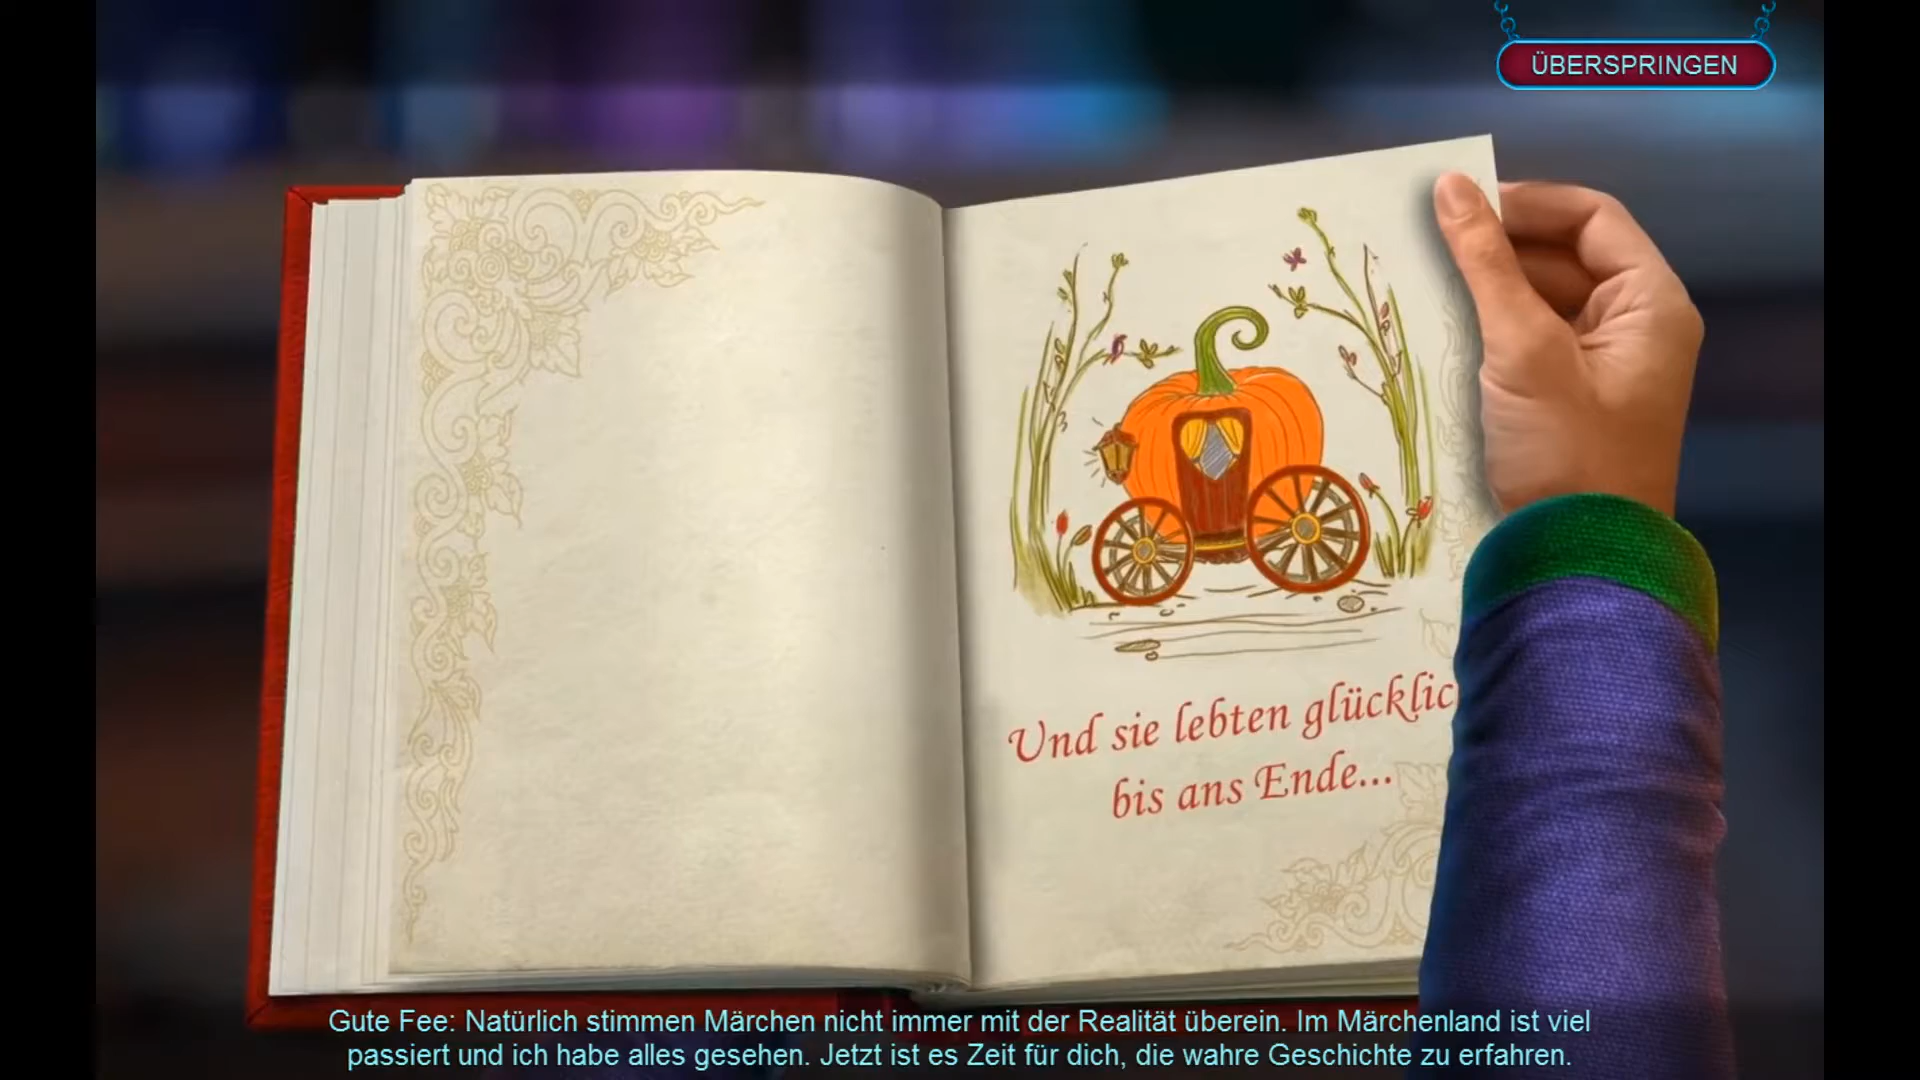 ÜBERSPRINGEN
Und sie lebten glücklic
bis ans Ende...
Gute Fee: Natürlich stimmen Märchen nicht immer mit der Realität überein. Im Märchenland ist viel
passiert und ich habe alles gesehen. Jetzt ist es Zeit für dich, die wahre Geschichte zu erfahren.